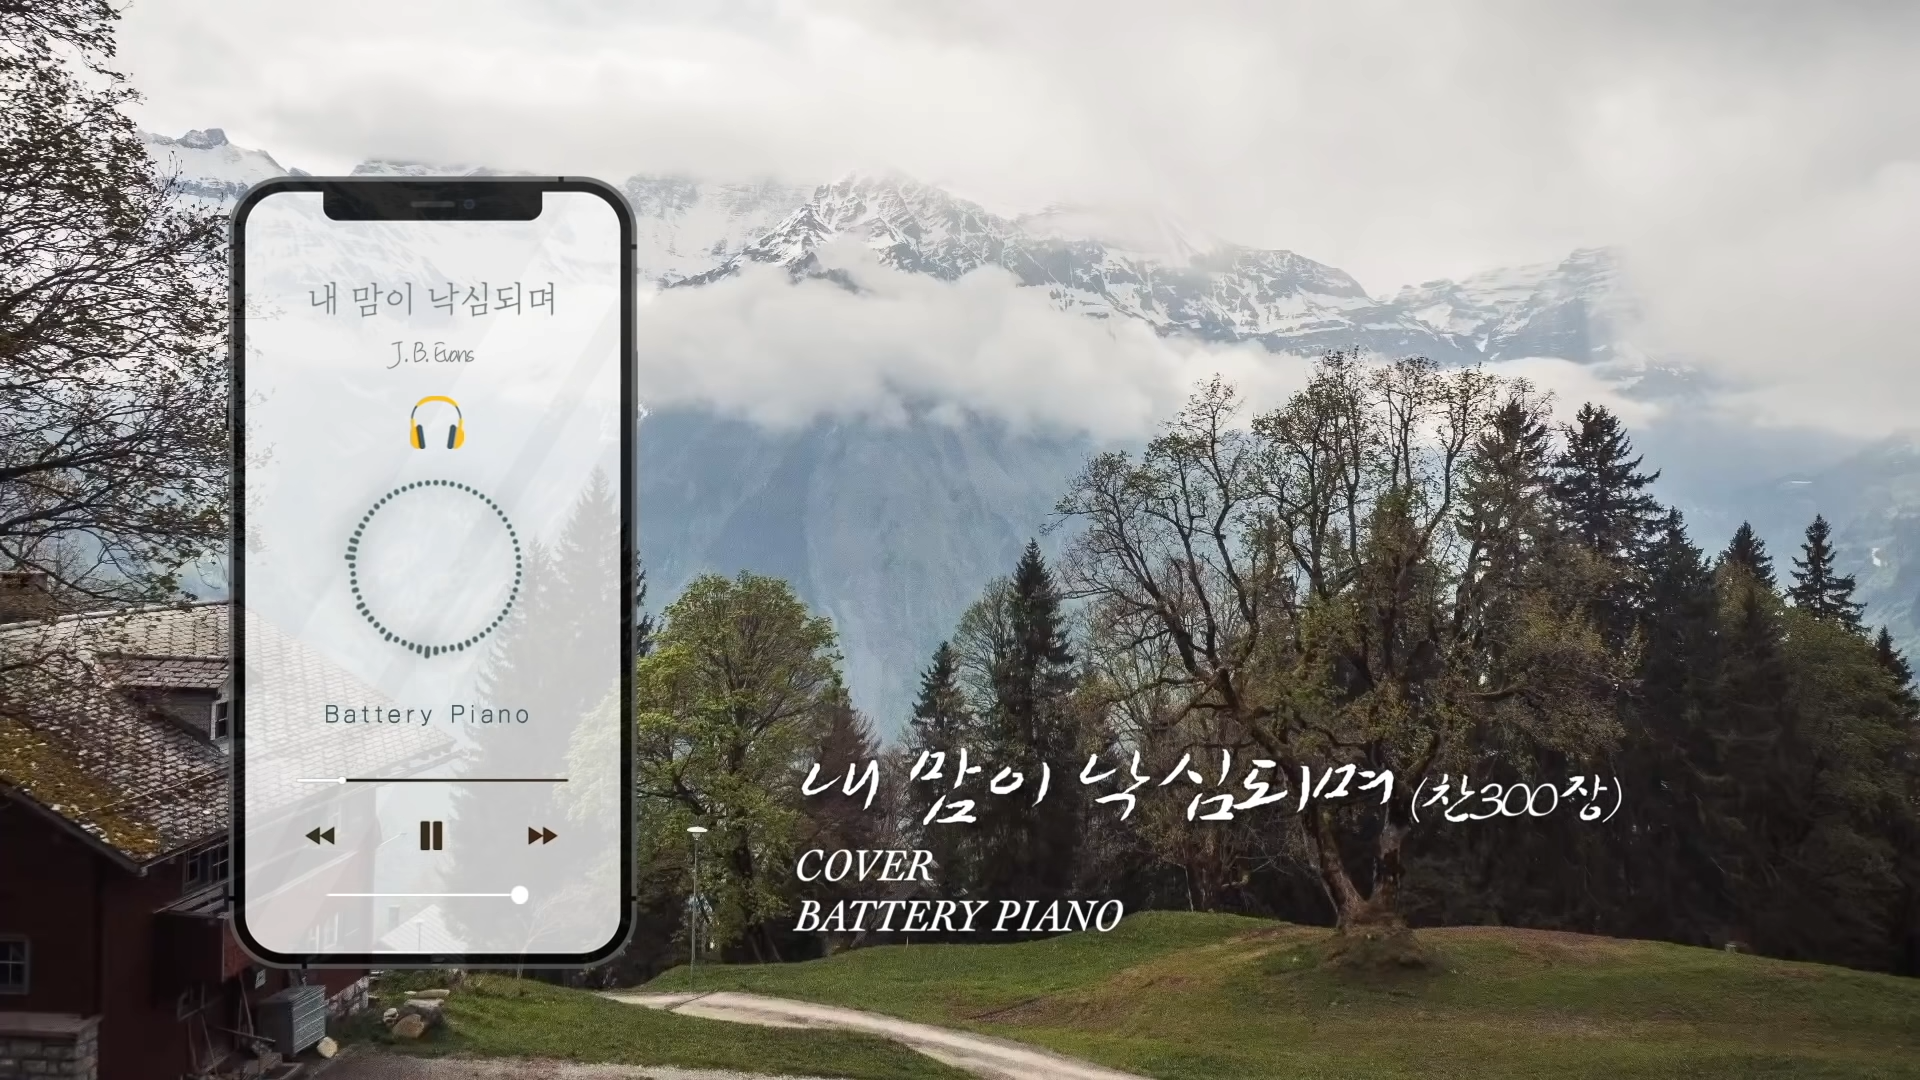 내 맘이 낙심되며
J.B.Evans
Battery Piano
내 맘이 낙심되며 (찬300장)
COVER
BATTERY PIANO